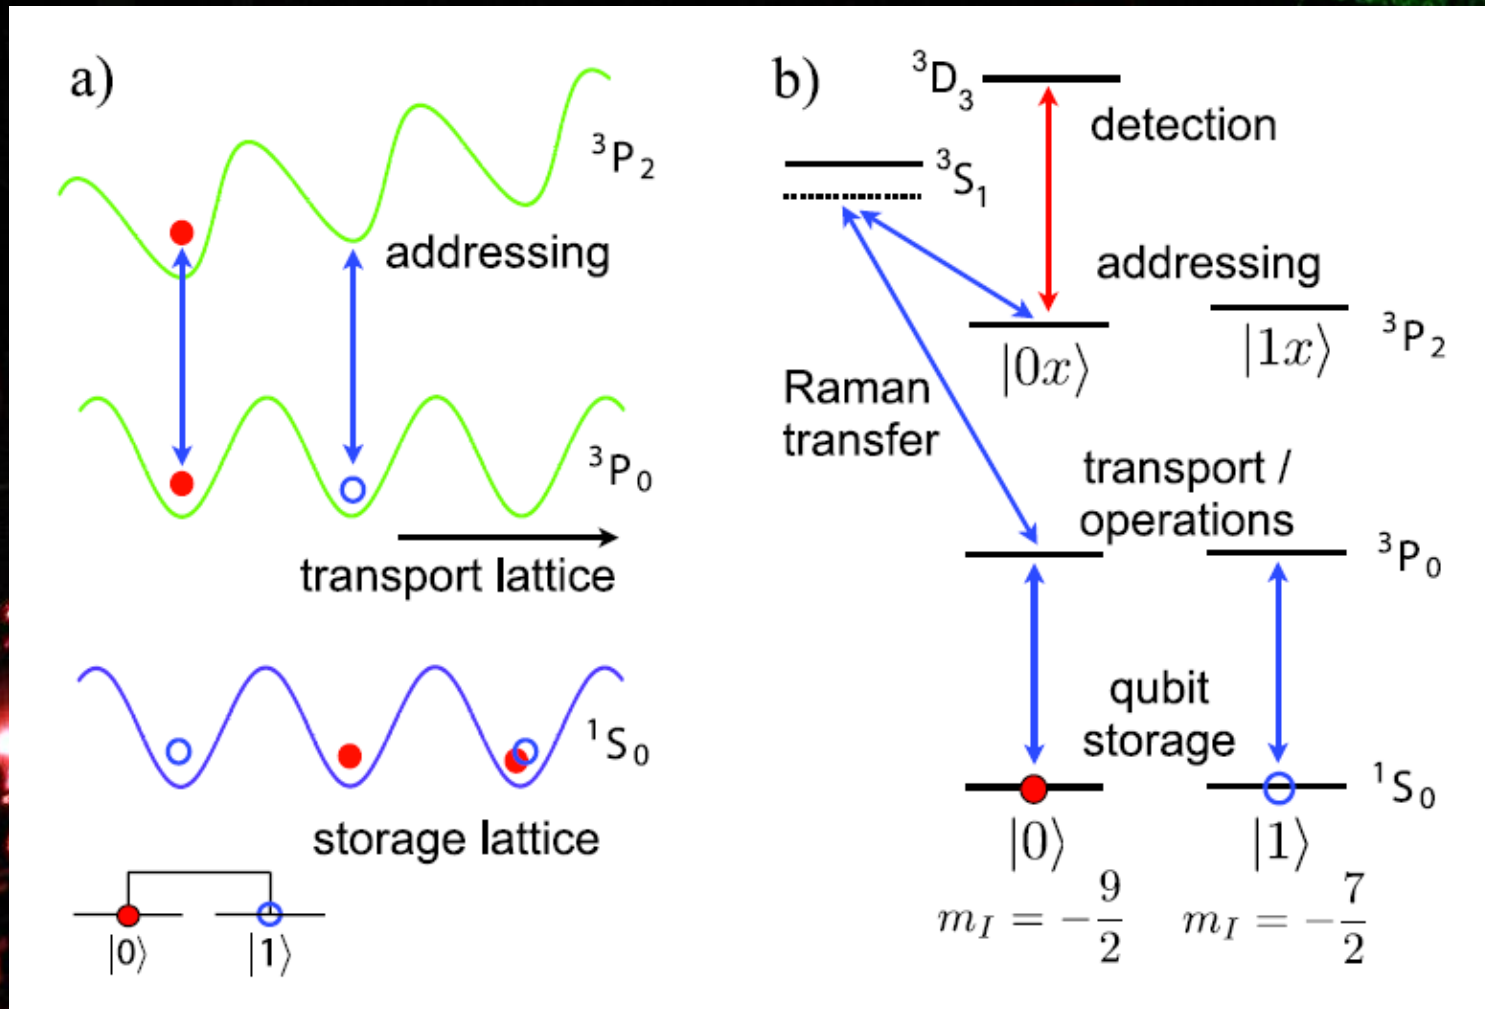 a)
³P₂
addressing
³P₀
transport lattice
¹S₀
storage lattice
|0⟩ |1⟩
b)
³D₃
detection
³S₁
addressing
|0x⟩ |1x⟩ ³P₂
Raman
transfer
transport /
operations
³P₀
qubit
storage
¹S₀
|0⟩ |1⟩
m_I = −9/2 m_I = −7/2